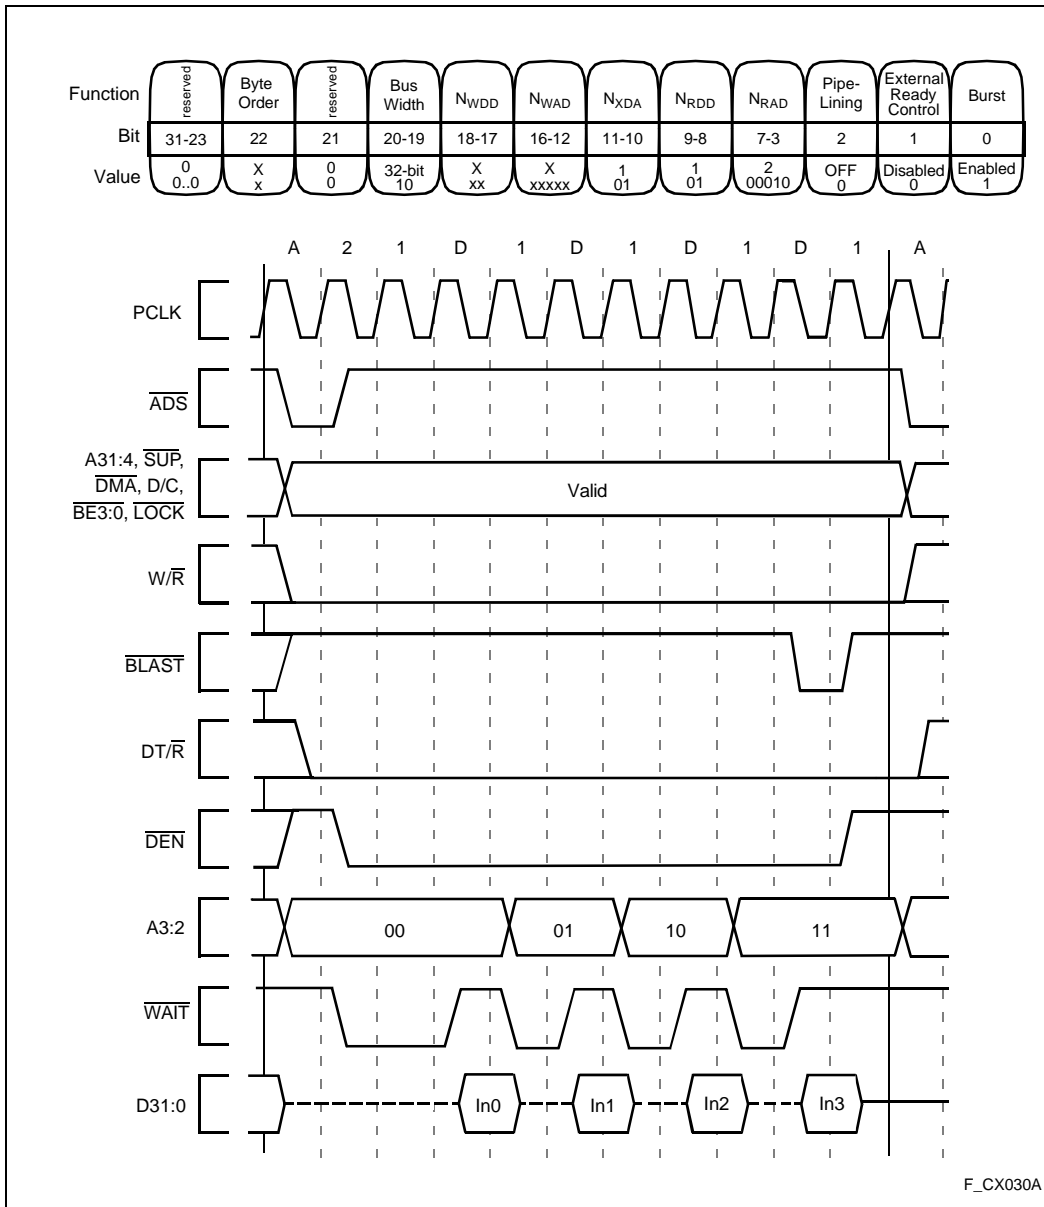 Function reserved Byte Order reserved Bus Width NWDD NWAD NXDA NRDD NRAD Pipe-Lining External Ready Control Burst
Bit 31-23 22 21 20-19 18-17 16-12 11-10 9-8 7-3 2 1 0
Value 0 X 0 32-bit X X 1 1 2 OFF Disabled Enabled
0..0 x 0 10 xx xxxxx 01 01 00010 0 0 1
A 2 1 D 1 D 1 D 1 D 1 A
PCLK
ADS
A31:4, SUP,
DMA, D/C,
BE3:0, LOCK
Valid
W/R
BLAST
DT/R
DEN
A3:2 00 01 10 11
WAIT
D31:0 In0 In1 In2 In3
F_CX030A